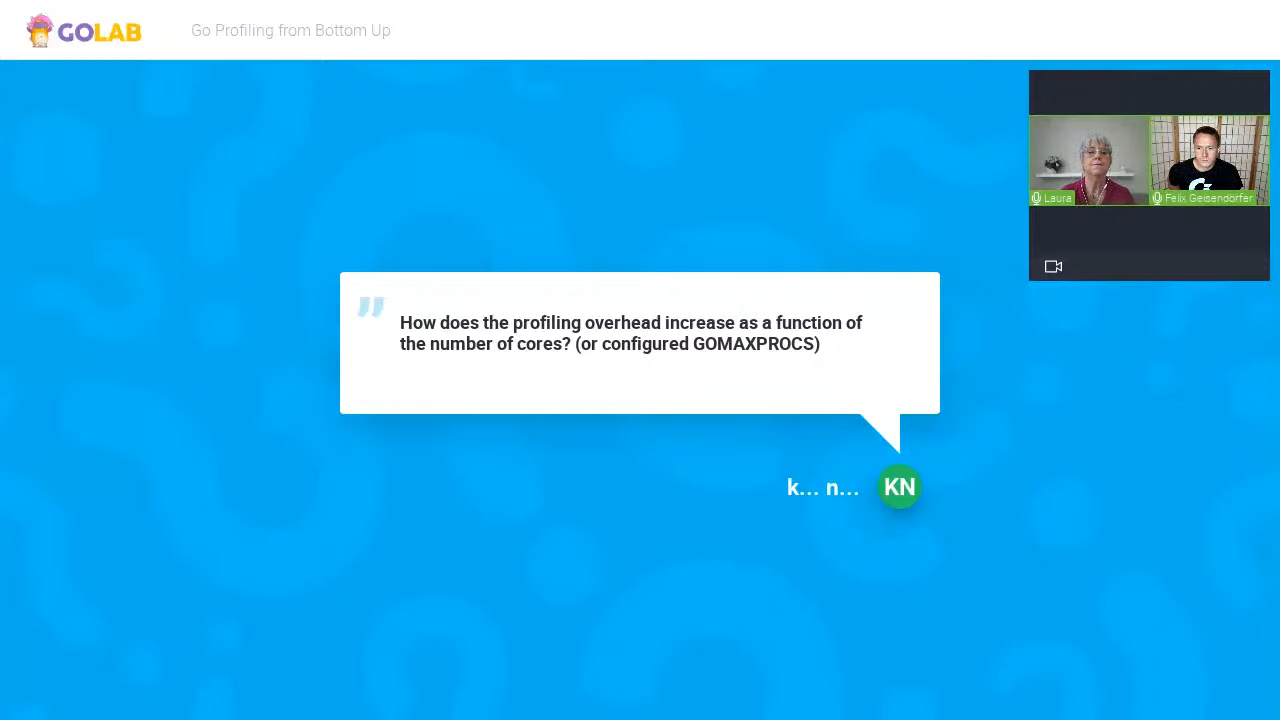 GOLAB
Go Profiling from Bottom Up
Laura
Felix Geisendörfer
How does the profiling overhead increase as a function of
the number of cores? (or configured GOMAXPROCS)
k... n...
KN